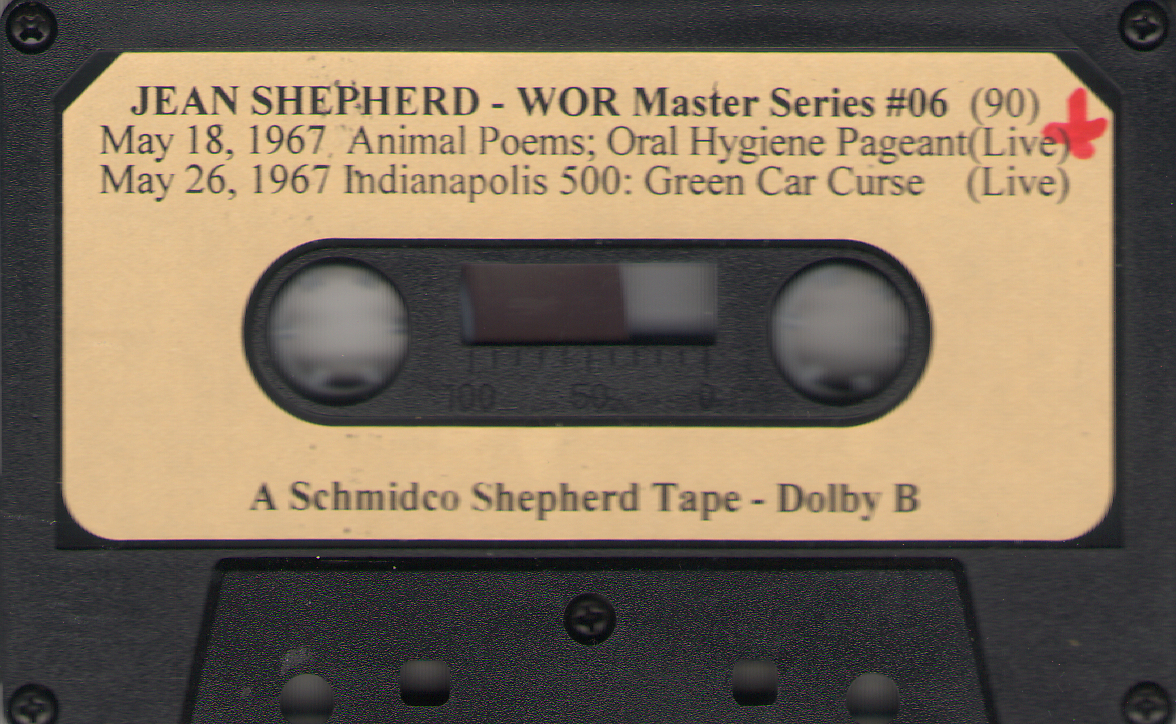 JEAN SHEPHERD - WOR Master Series #06 (90)
May 18, 1967 Animal Poems; Oral Hygiene Pageant(Live)
May 26, 1967 Indianapolis 500: Green Car Curse (Live)
100 50 0
A Schmidco Shepherd Tape - Dolby B